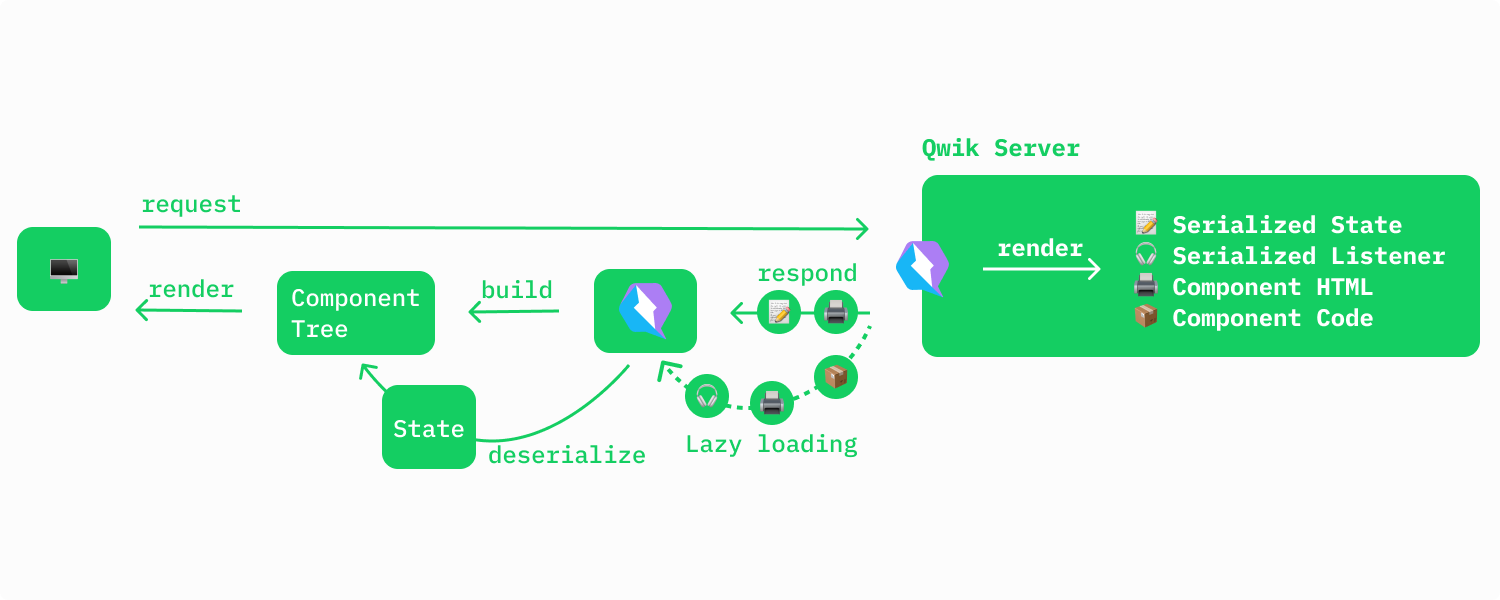 Qwik Server
request
render
Component
Tree
build
respond
render
Serialized State
Serialized Listener
Component HTML
Component Code
State
deserialize
Lazy loading